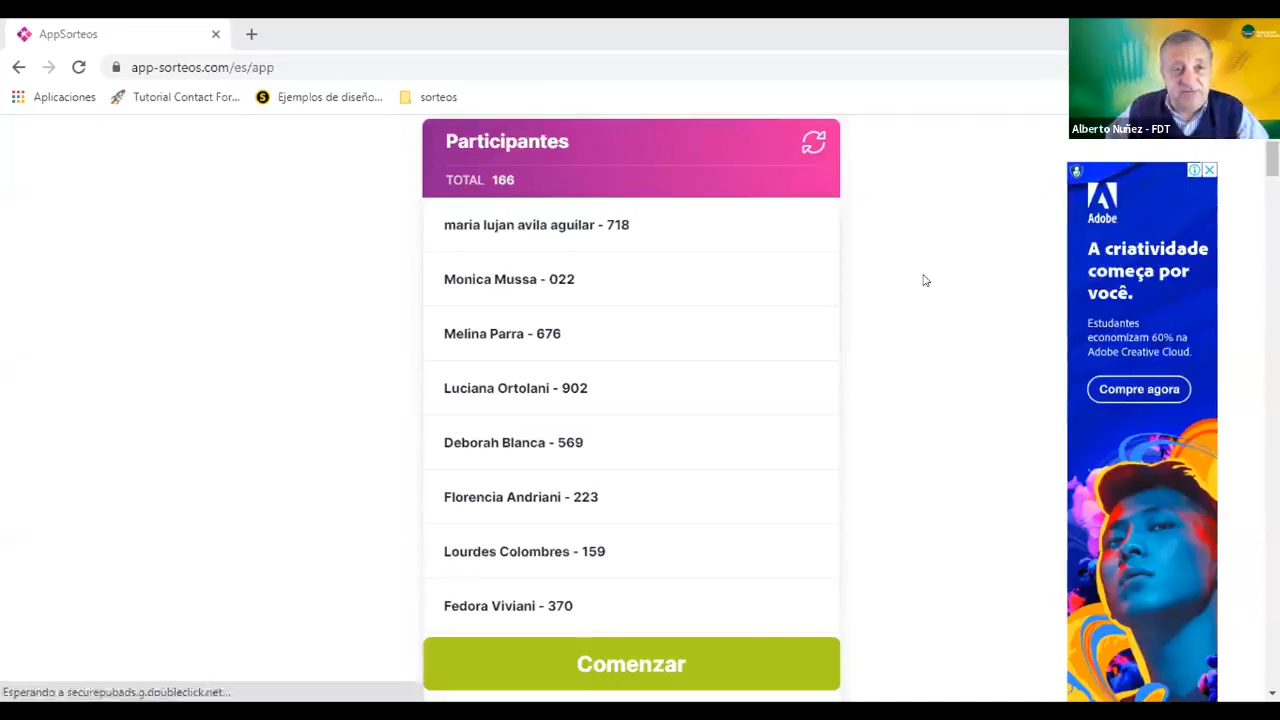 AppSorteos
app-sorteos.com/es/app
Aplicaciones
Tutorial Contact For...
Ejemplos de diseño...
sorteos
Alberto Nuñez - FDT
Participantes
TOTAL 166
maria lujan avila aguilar - 718
Monica Mussa - 022
Melina Parra - 676
Luciana Ortolani - 902
Deborah Blanca - 569
Florencia Andriani - 223
Lourdes Colombres - 159
Fedora Viviani - 370
Comenzar
Adobe
A criatividade
começa por
você.
Estudantes
economizam 60% na
Adobe Creative Cloud.
Compre agora
Esperando a securepubads.g.doubleclick.net...